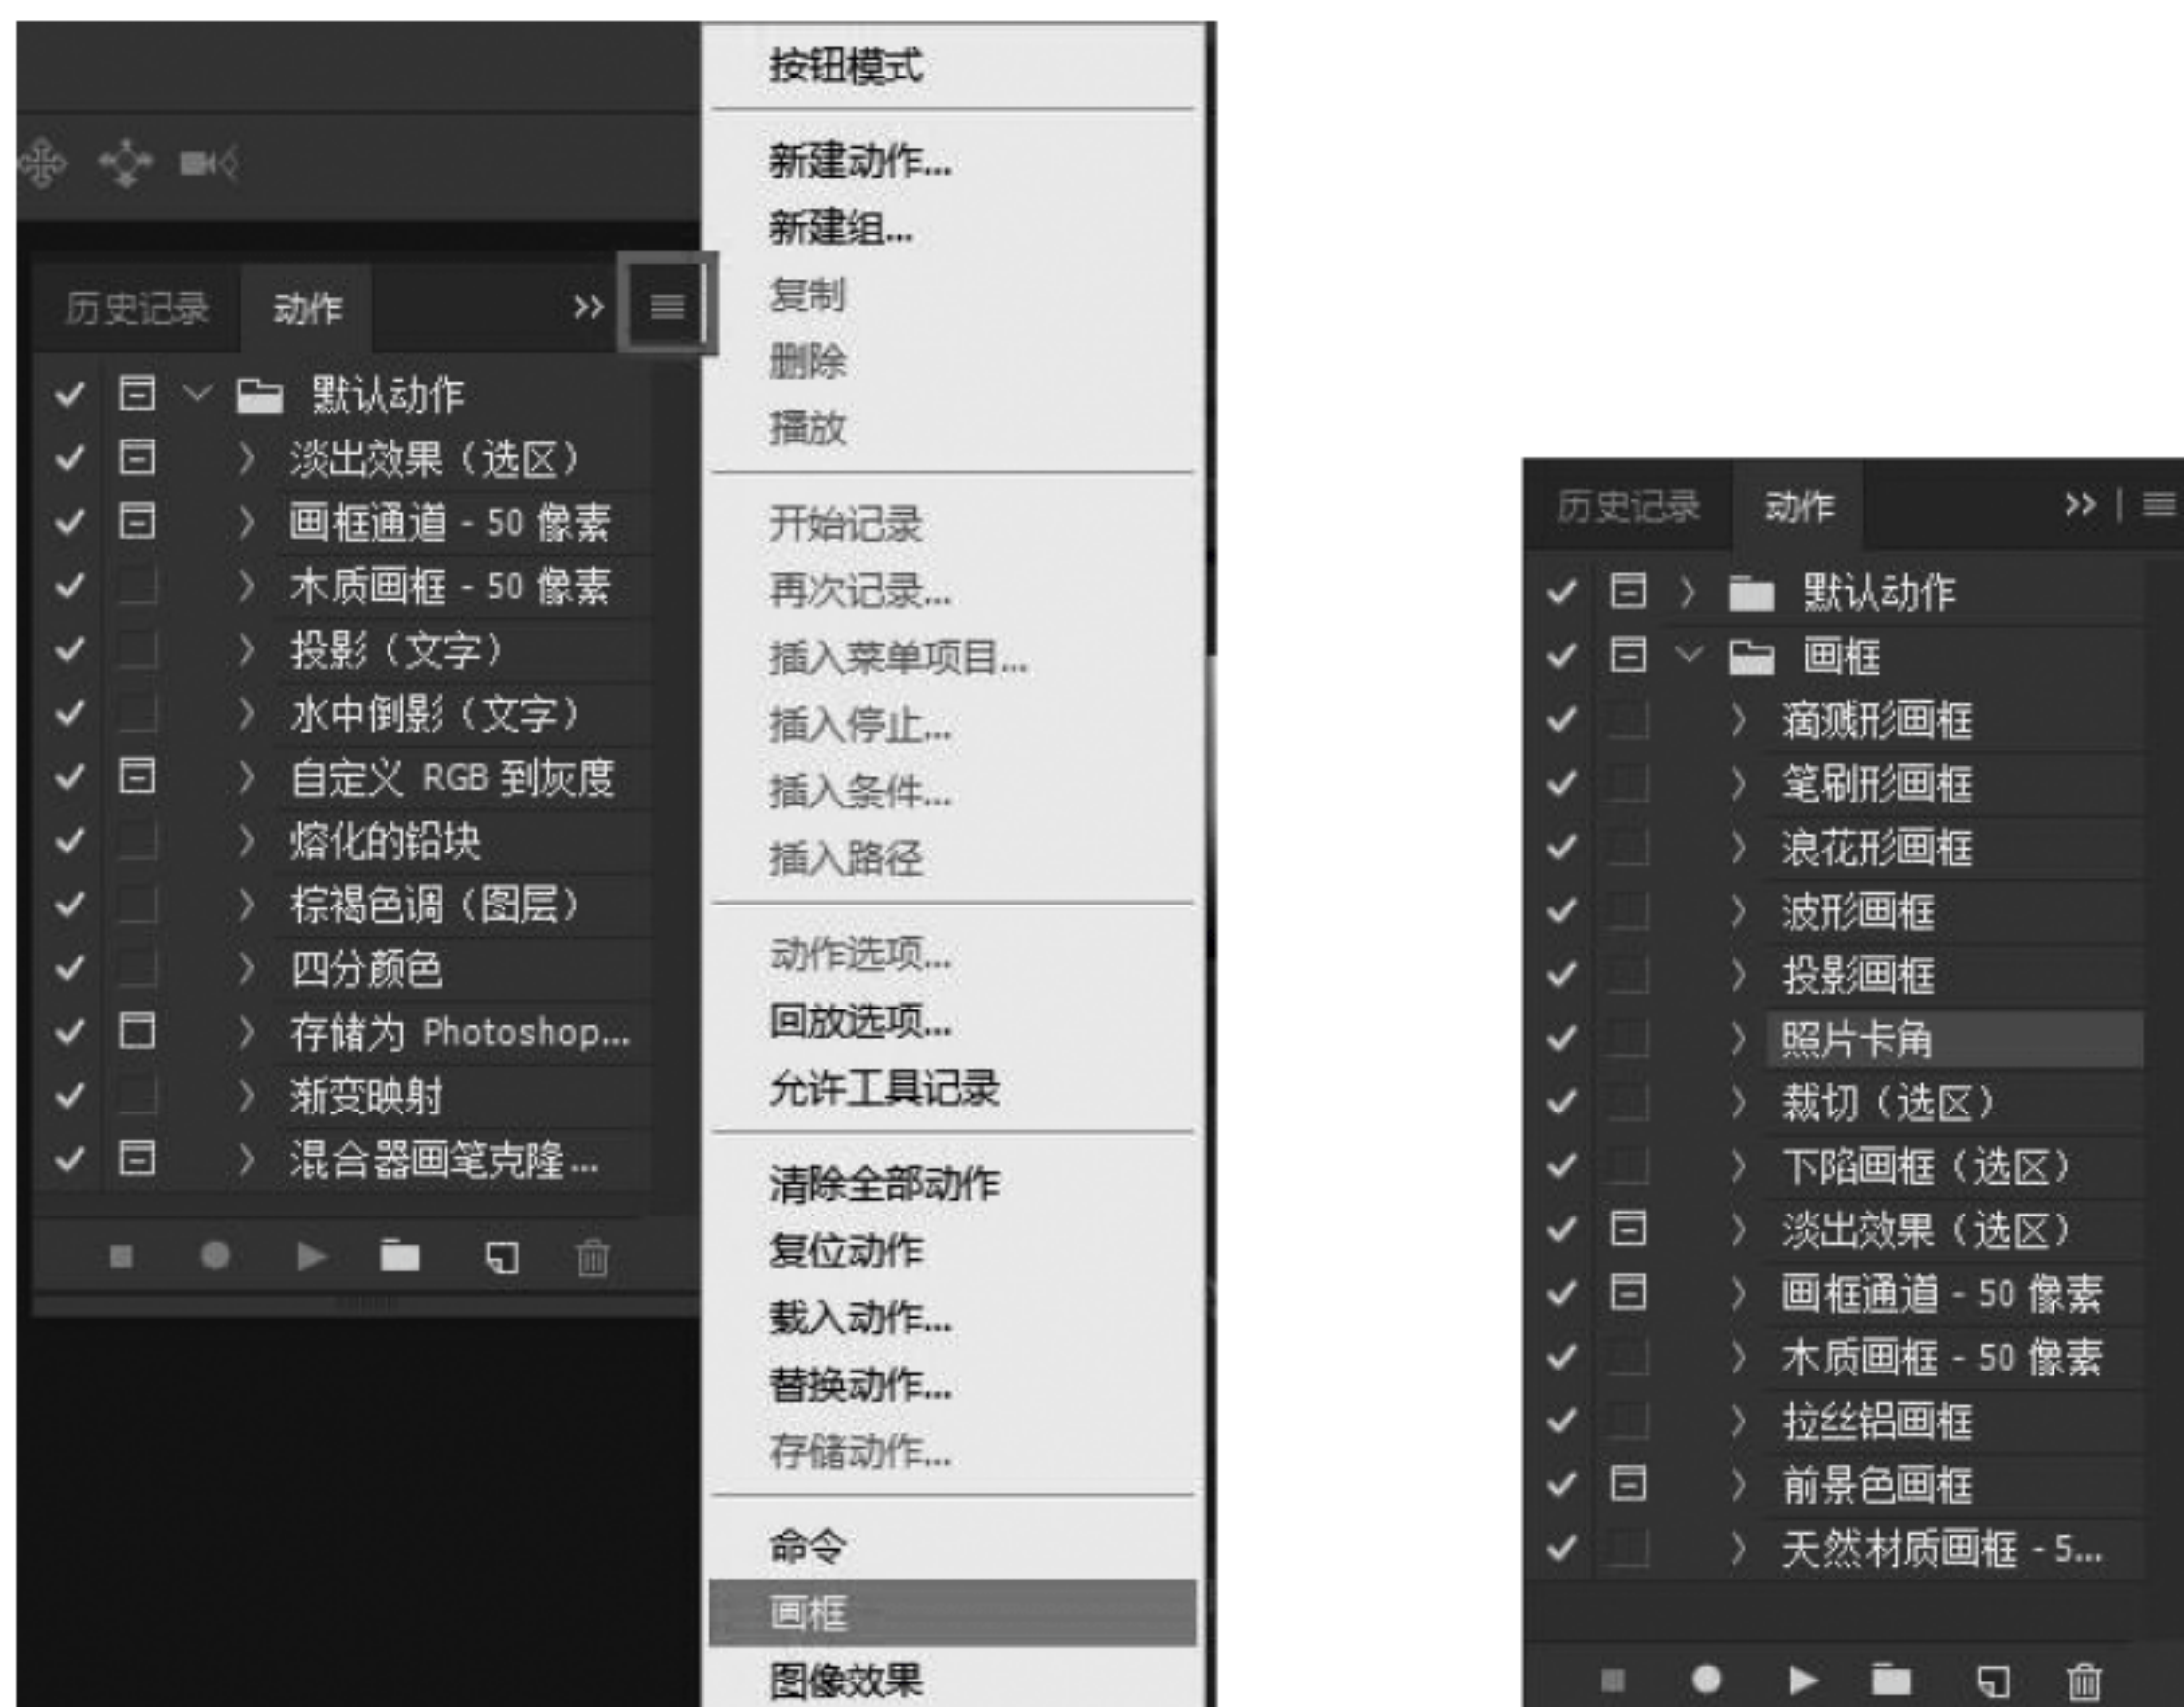 历史记录 动作
默认动作
淡出效果（选区）
画框通道 - 50 像素
木质画框 - 50 像素
投影（文字）
水中倒影（文字）
自定义 RGB 到灰度
熔化的铅块
棕褐色调（图层）
四分颜色
存储为 Photoshop...
渐变映射
混合器画笔克隆...
按钮模式
新建动作...
新建组...
复制
删除
播放
开始记录
再次记录...
插入菜单项目...
插入停止...
插入条件...
插入路径
动作选项...
回放选项...
允许工具记录
清除全部动作
复位动作
载入动作...
替换动作...
存储动作...
命令
画框
图像效果
历史记录 动作
默认动作
画框
滴溅形画框
笔刷形画框
浪花形画框
波形画框
投影画框
照片卡角
裁切（选区）
下陷画框（选区）
淡出效果（选区）
画框通道 - 50 像素
木质画框 - 50 像素
拉丝铝画框
前景色画框
天然材质画框 - 5...